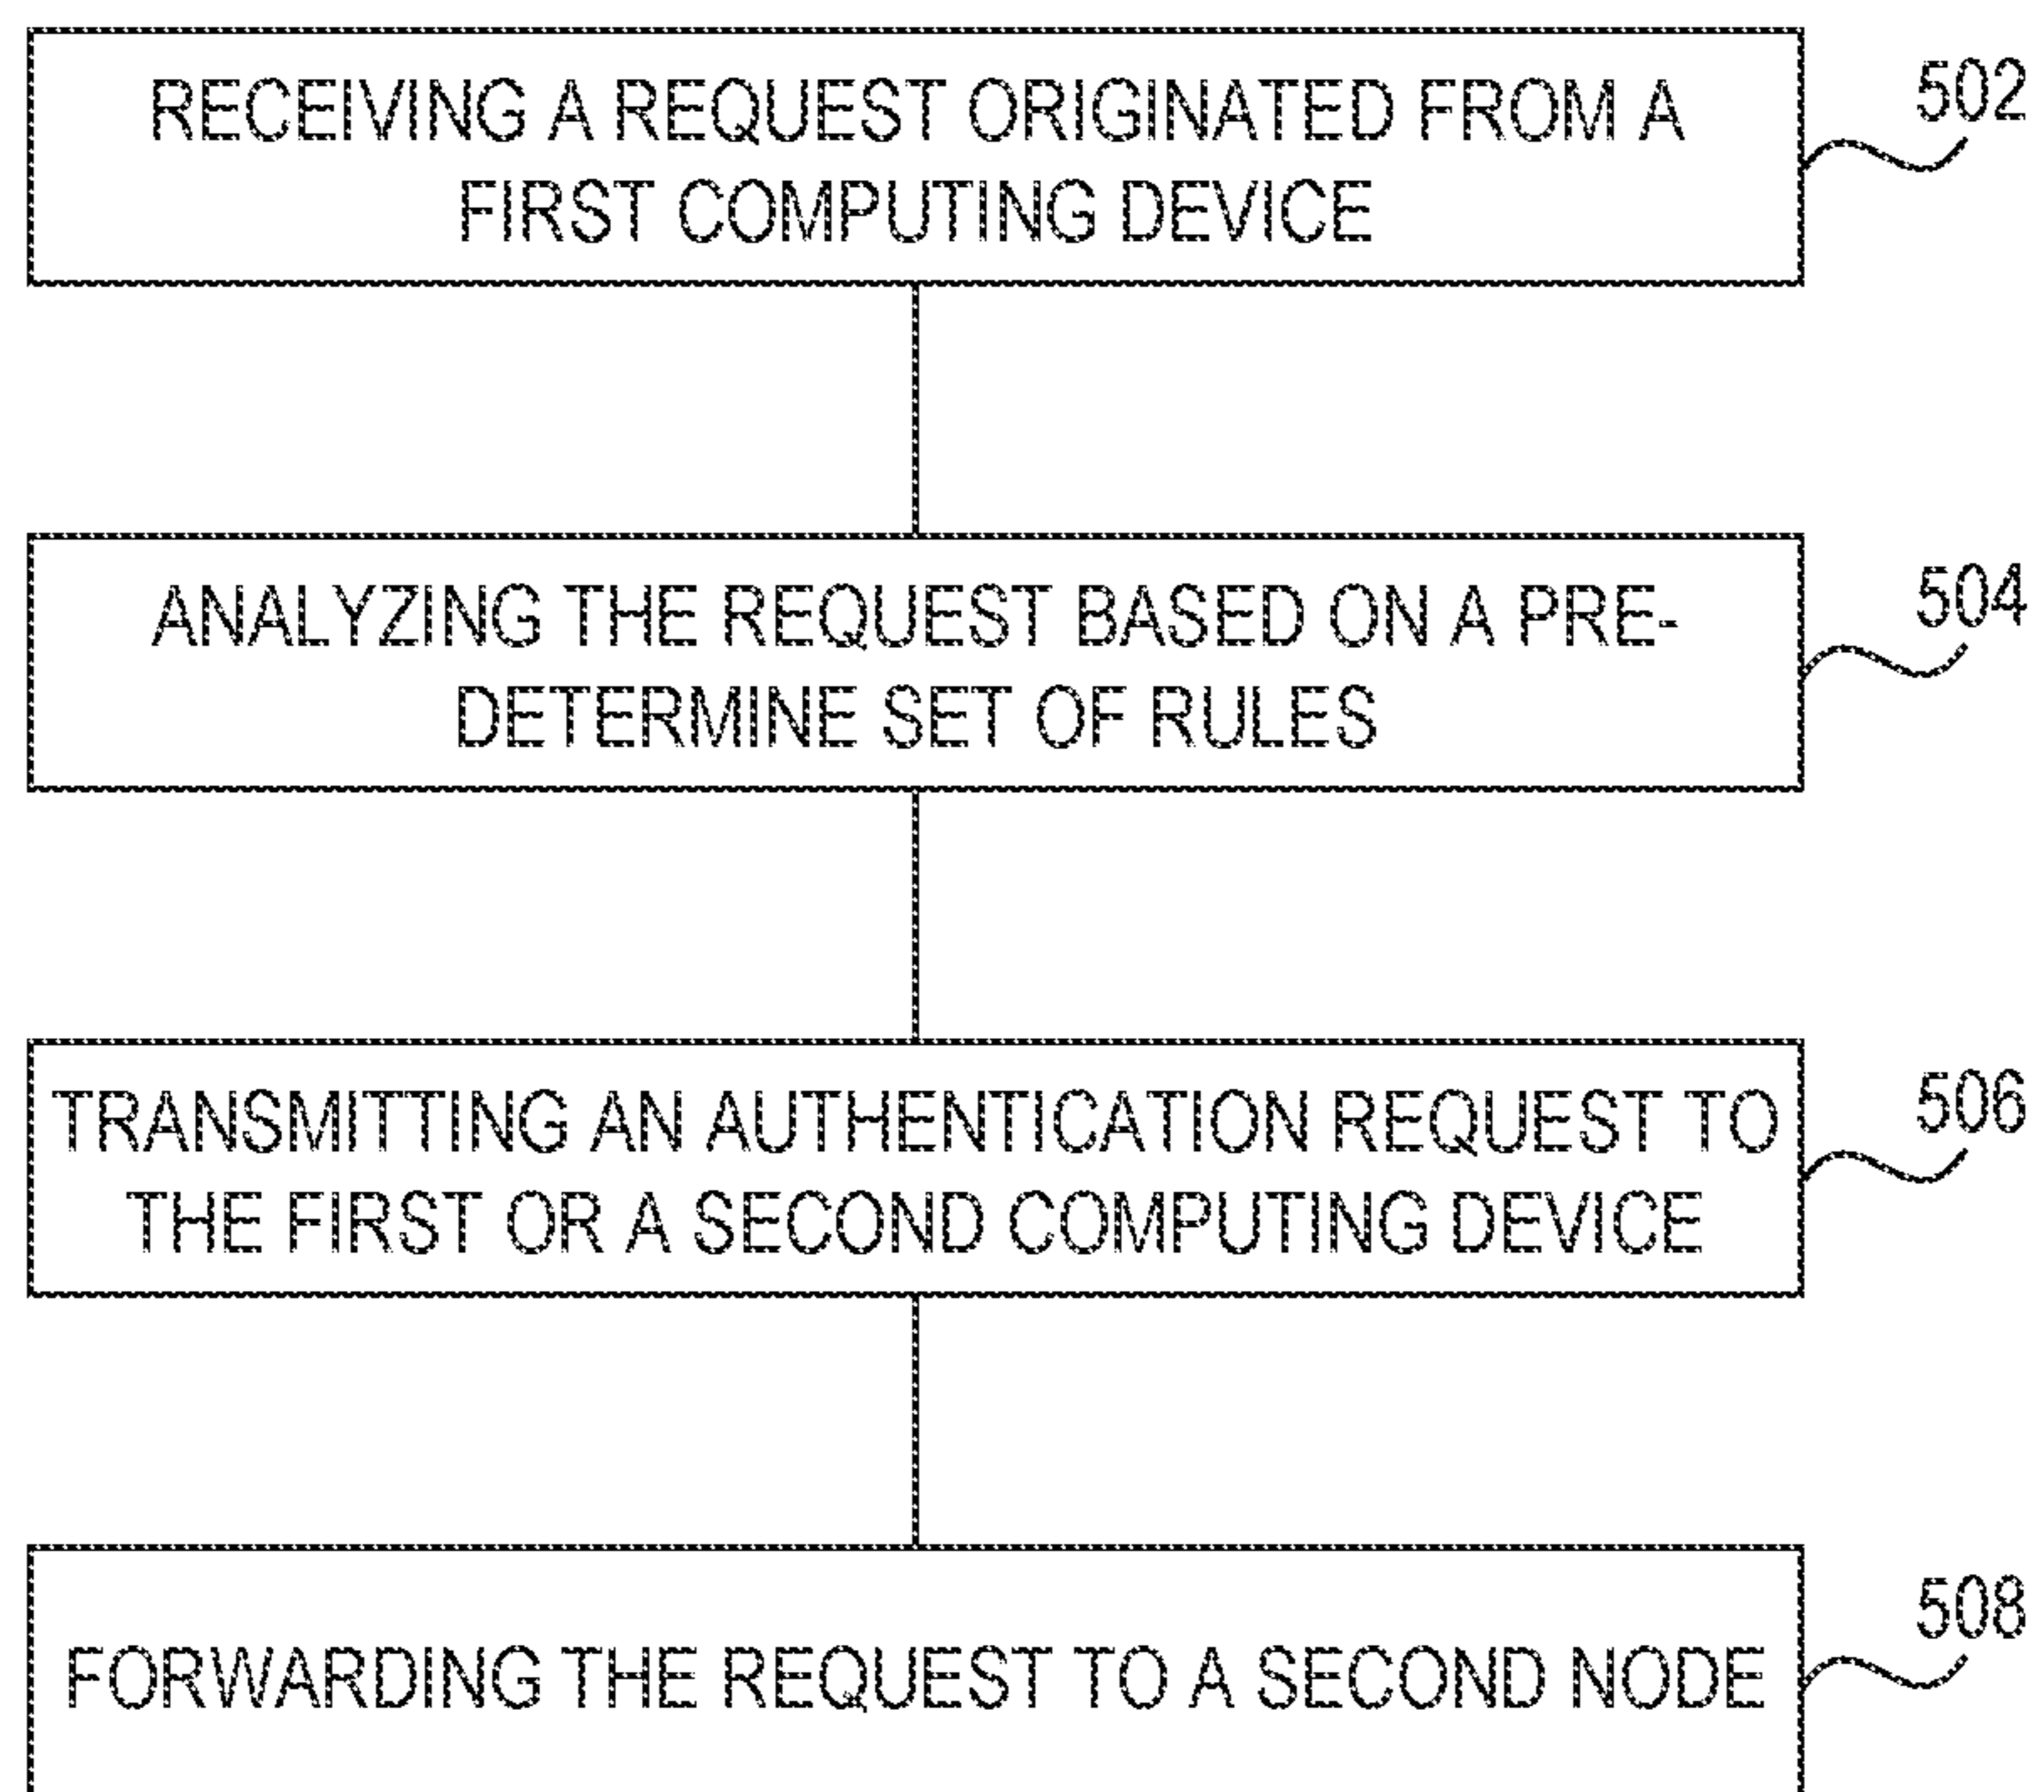 RECEIVING A REQUEST ORIGINATED FROM A
FIRST COMPUTING DEVICE
502
ANALYZING THE REQUEST BASED ON A PRE-
DETERMINE SET OF RULES
504
TRANSMITTING AN AUTHENTICATION REQUEST TO
THE FIRST OR A SECOND COMPUTING DEVICE
506
FORWARDING THE REQUEST TO A SECOND NODE
508